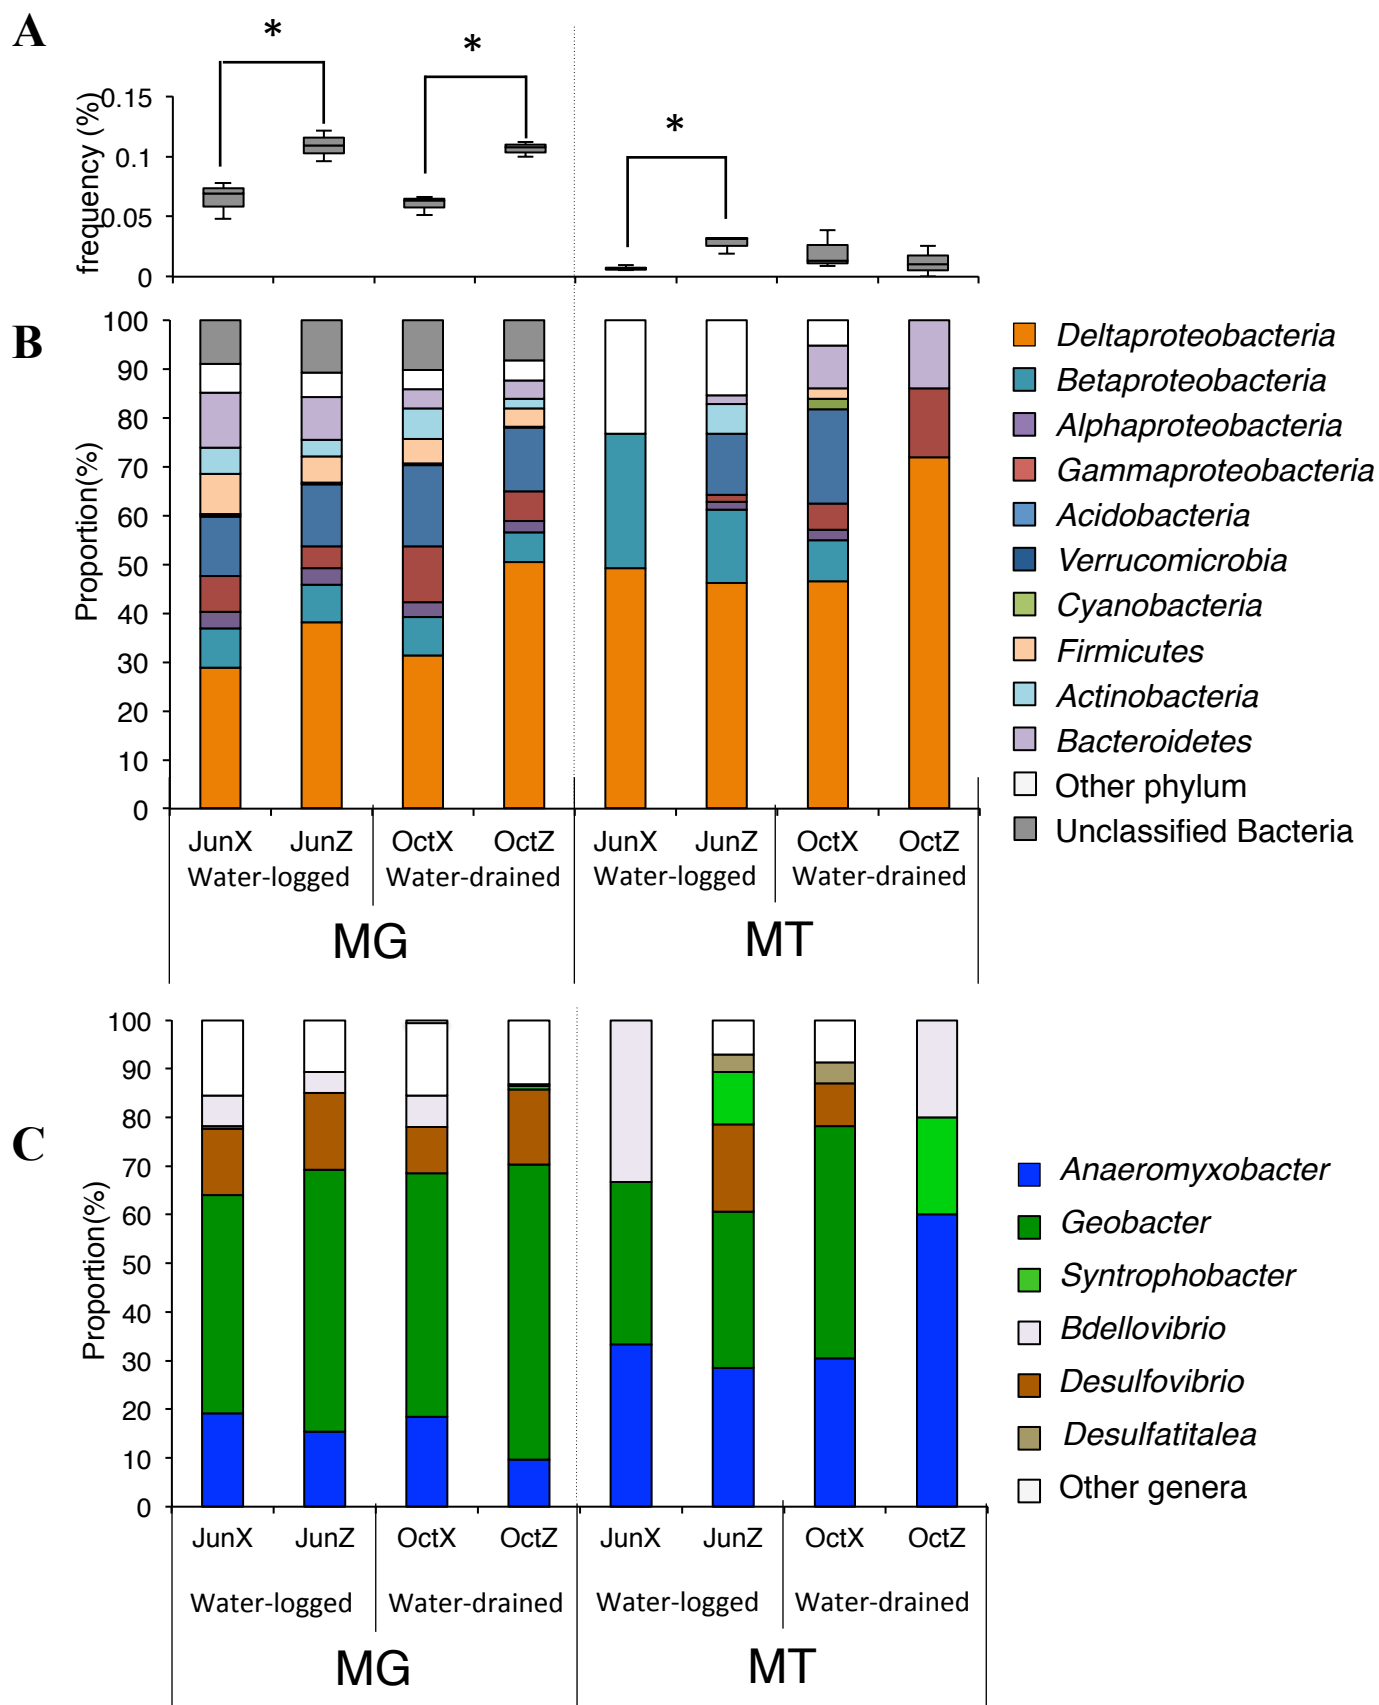 A
*
*
*
frequency (%)
0.15
0.1
0.05
0
B
Proportion(%)
100
90
80
70
60
50
40
30
20
10
0
Deltaproteobacteria
Betaproteobacteria
Alphaproteobacteria
Gammaproteobacteria
Acidobacteria
Verrucomicrobia
Cyanobacteria
Firmicutes
Actinobacteria
Bacteroidetes
Other phylum
Unclassified Bacteria
JunX JunZ OctX OctZ JunX JunZ OctX OctZ
Water-logged Water-drained Water-logged Water-drained
MG MT
C
Proportion(%)
100
90
80
70
60
50
40
30
20
10
0
Anaeromyxobacter
Geobacter
Syntrophobacter
Bdellovibrio
Desulfovibrio
Desulfatitalea
Other genera
JunX JunZ OctX OctZ JunX JunZ OctX OctZ
Water-logged Water-drained Water-logged Water-drained
MG MT